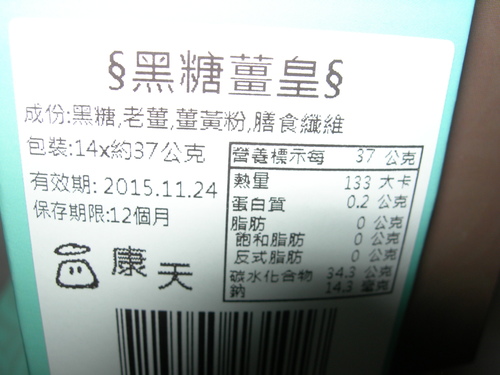 §黑糖薑皇§
成份:黑糖,老薑,薑黃粉,膳食纖維
包裝:14x約37公克
有效期: 2015.11.24
保存期限:12個月
康天
營養標示每 37 公克
熱量 133 大卡
蛋白質 0.2 公克
脂肪 0 公克
飽和脂肪 0 公克
反式脂肪 0 公克
碳水化合物 34.3 公克
鈉 14.3 毫克